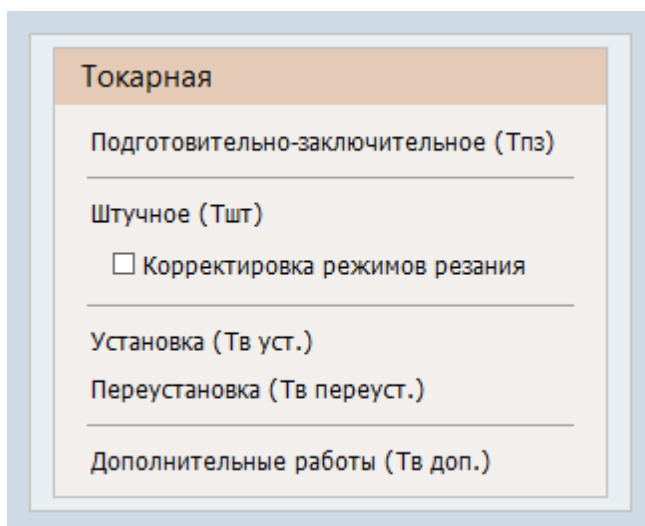 Токарная
Подготовительно-заключительное (Тпз)
Штучное (Тшт)
Корректировка режимов резания
Установка (Тв уст.)
Переустановка (Тв переуст.)
Дополнительные работы (Тв доп.)